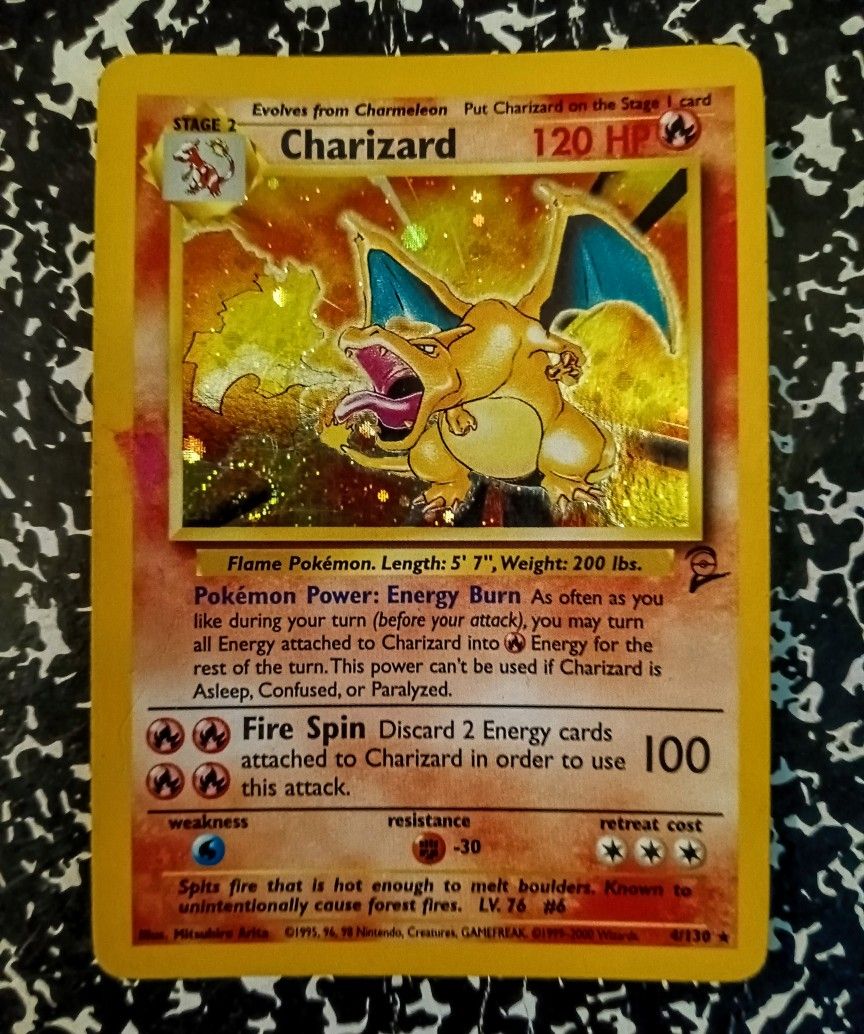 Evolves from Charmeleon Put Charizard on the Stage 1 card
STAGE 2
Charizard 120 HP
Flame Pokémon. Length: 5' 7", Weight: 200 lbs.
Pokémon Power: Energy Burn As often as you
like during your turn (before your attack), you may turn
all Energy attached to Charizard into Energy for the
rest of the turn. This power can't be used if Charizard is
Asleep, Confused, or Paralyzed.
Fire Spin Discard 2 Energy cards
attached to Charizard in order to use 100
this attack.
weakness resistance retreat cost
-30
Spits fire that is hot enough to melt boulders. Known to
unintentionally cause forest fires. LV. 76 #6
Illus. Mitsuhiro Arita ©1995, 96, 98 Nintendo, Creatures, GAMEFREAK. ©1999-2000 Wizards 4/130 ★